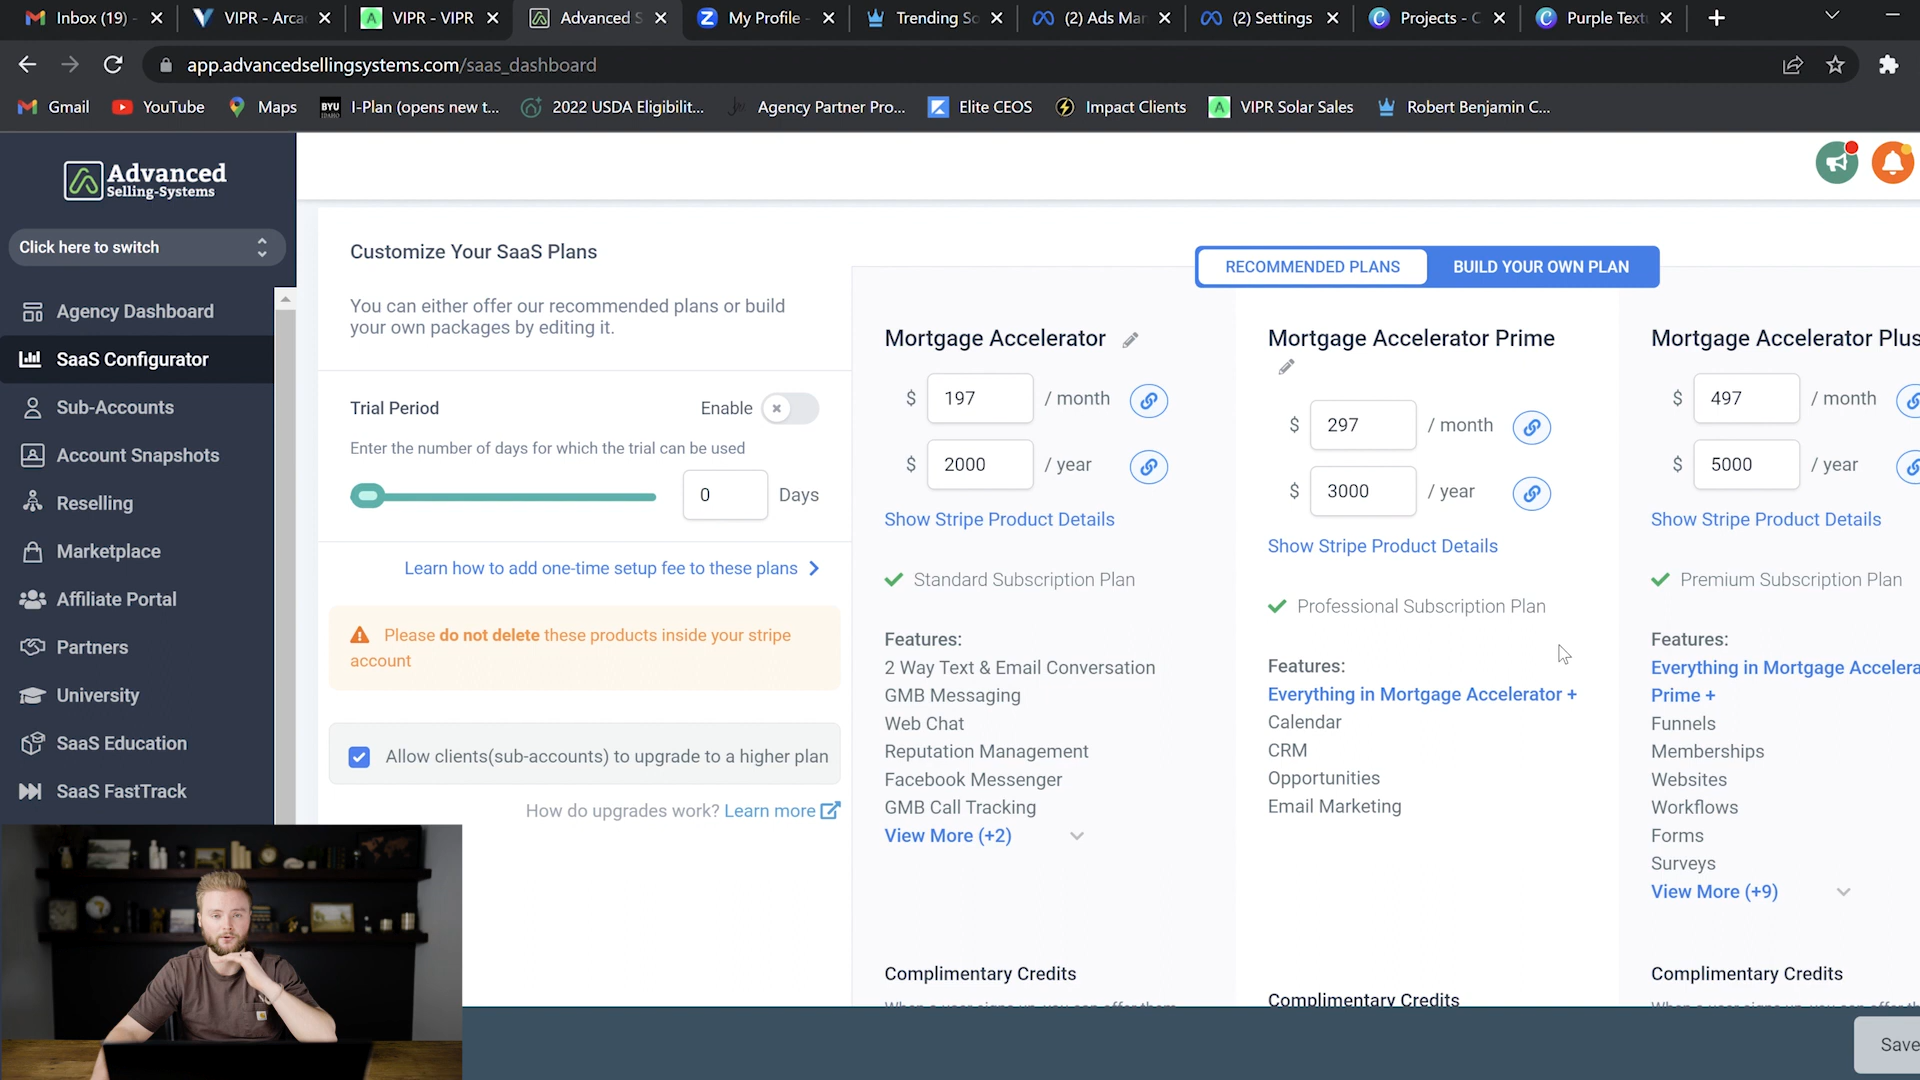 Inbox (19) -
VIPR - Arca
VIPR - VIPR
Advanced S
My Profile -
Trending So
(2) Ads Mar
(2) Settings
Projects - C
Purple Text
app.advancedsellingsystems.com/saas_dashboard
Gmail
YouTube
Maps
BYU
IDAHO
I-Plan (opens new t...
2022 USDA Eligibilit...
Agency Partner Pro...
Elite CEOS
Impact Clients
VIPR Solar Sales
Robert Benjamin C...
Advanced
Selling-Systems
Click here to switch
Agency Dashboard
SaaS Configurator
Sub-Accounts
Account Snapshots
Reselling
Marketplace
Affiliate Portal
Partners
University
SaaS Education
SaaS FastTrack
Customize Your SaaS Plans
You can either offer our recommended plans or build
your own packages by editing it.
Trial Period
Enable
Enter the number of days for which the trial can be used
0 Days
Learn how to add one-time setup fee to these plans
Please do not delete these products inside your stripe
account
Allow clients(sub-accounts) to upgrade to a higher plan
How do upgrades work? Learn more
RECOMMENDED PLANS
BUILD YOUR OWN PLAN
Mortgage Accelerator
$ 197 / month
$ 2000 / year
Show Stripe Product Details
Standard Subscription Plan
Features:
2 Way Text & Email Conversation
GMB Messaging
Web Chat
Reputation Management
Facebook Messenger
GMB Call Tracking
View More (+2)
Complimentary Credits
Mortgage Accelerator Prime
$ 297 / month
$ 3000 / year
Show Stripe Product Details
Professional Subscription Plan
Features:
Everything in Mortgage Accelerator +
Calendar
CRM
Opportunities
Email Marketing
Complimentary Credits
Mortgage Accelerator Plus
$ 497 / month
$ 5000 / year
Show Stripe Product Details
Premium Subscription Plan
Features:
Everything in Mortgage Accelera
Prime +
Funnels
Memberships
Websites
Workflows
Forms
Surveys
View More (+9)
Complimentary Credits
Save